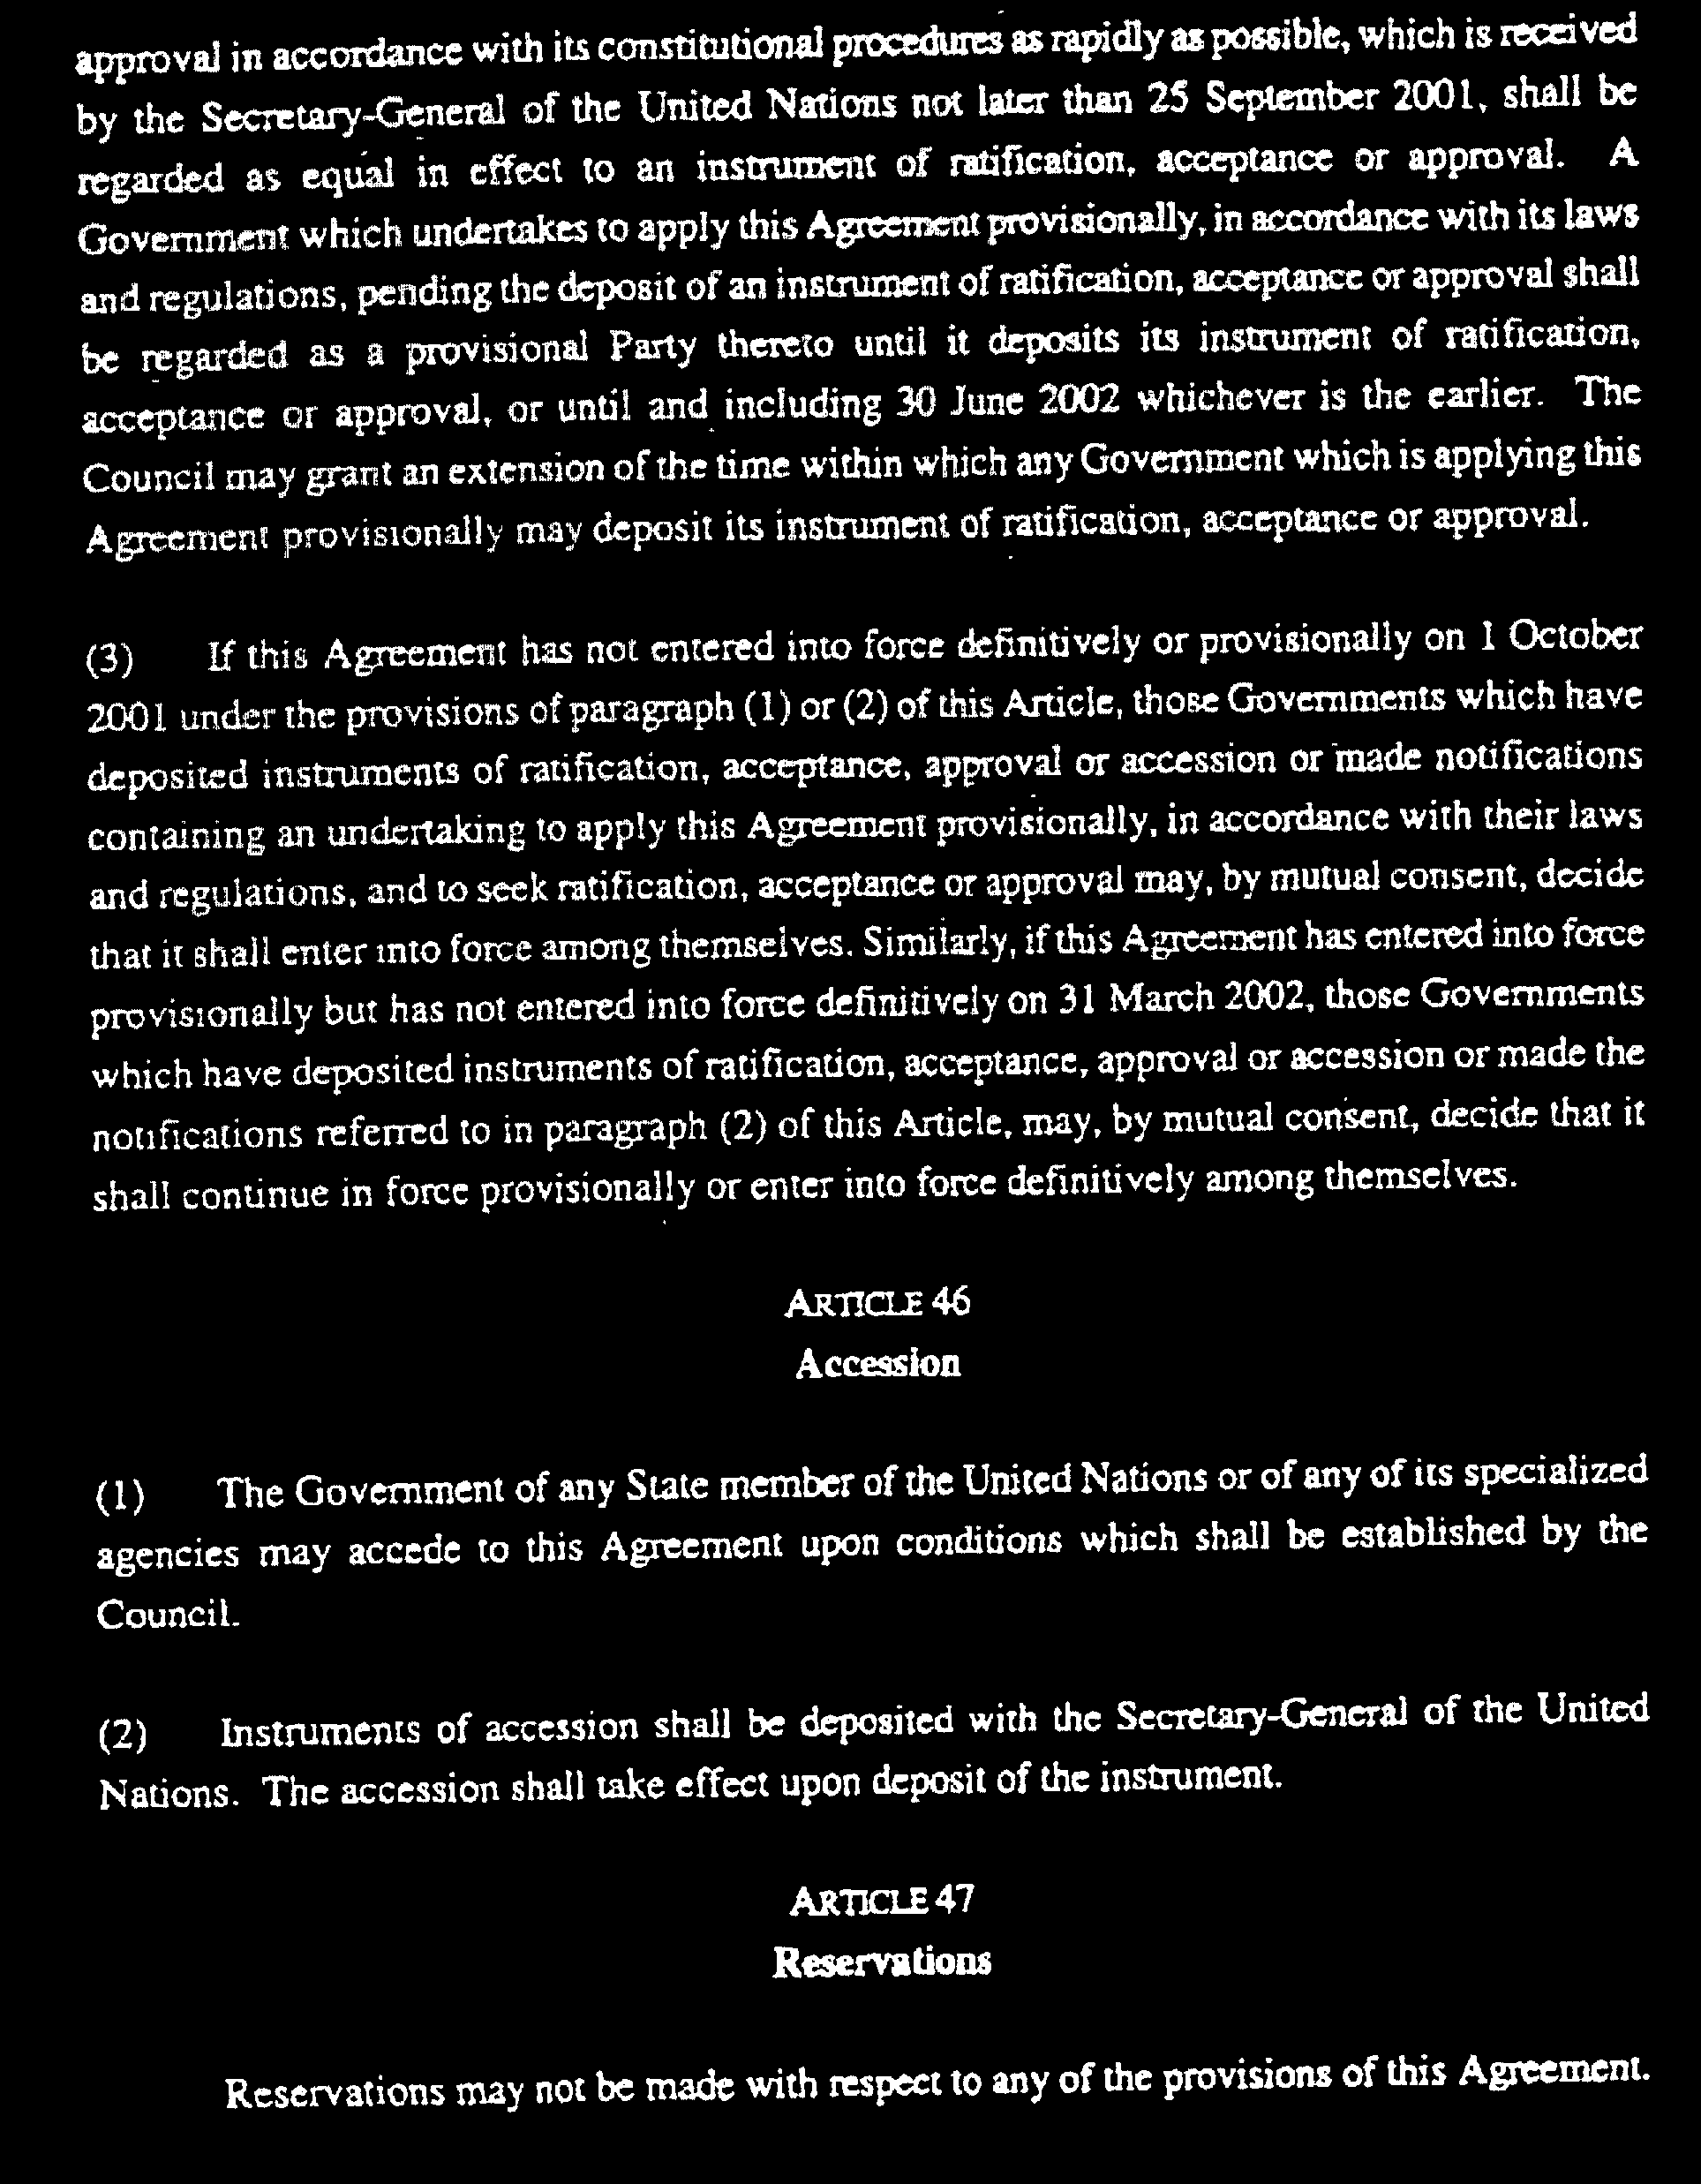 approval in accordance with its constitutional procedures as rapidly as possible, which is received
by the Secretary-General of the United Nations not later than 25 September 2001, shall be
regarded as equal in effect to an instrument of ratification, acceptance or approval. A
Government which undertakes to apply this Agreement provisionally, in accordance with its laws
and regulations, pending the deposit of an instrument of ratification, acceptance or approval shall
be regarded as a provisional Party thereto until it deposits its instrument of ratification,
acceptance or approval, or until and including 30 June 2002 whichever is the earlier. The
Council may grant an extension of the time within which any Government which is applying this
Agreement provisionally may deposit its instrument of ratification, acceptance or approval.
(3) If this Agreement has not entered into force definitively or provisionally on 1 October
2001 under the provisions of paragraph (1) or (2) of this Article, those Governments which have
deposited instruments of ratification, acceptance, approval or accession or made notifications
containing an undertaking to apply this Agreement provisionally, in accordance with their laws
and regulations, and to seek ratification, acceptance or approval may, by mutual consent, decide
that it shall enter into force among themselves. Similarly, if this Agreement has entered into force
provisionally but has not entered into force definitively on 31 March 2002, those Governments
which have deposited instruments of ratification, acceptance, approval or accession or made the
notifications referred to in paragraph (2) of this Article, may, by mutual consent, decide that it
shall continue in force provisionally or enter into force definitively among themselves.
ARTICLE 46
Accession
(1) The Government of any State member of the United Nations or of any of its specialized
agencies may accede to this Agreement upon conditions which shall be established by the
Council.
(2) Instruments of accession shall be deposited with the Secretary-General of the United
Nations. The accession shall take effect upon deposit of the instrument.
ARTICLE 47
Reservations
Reservations may not be made with respect to any of the provisions of this Agreement.